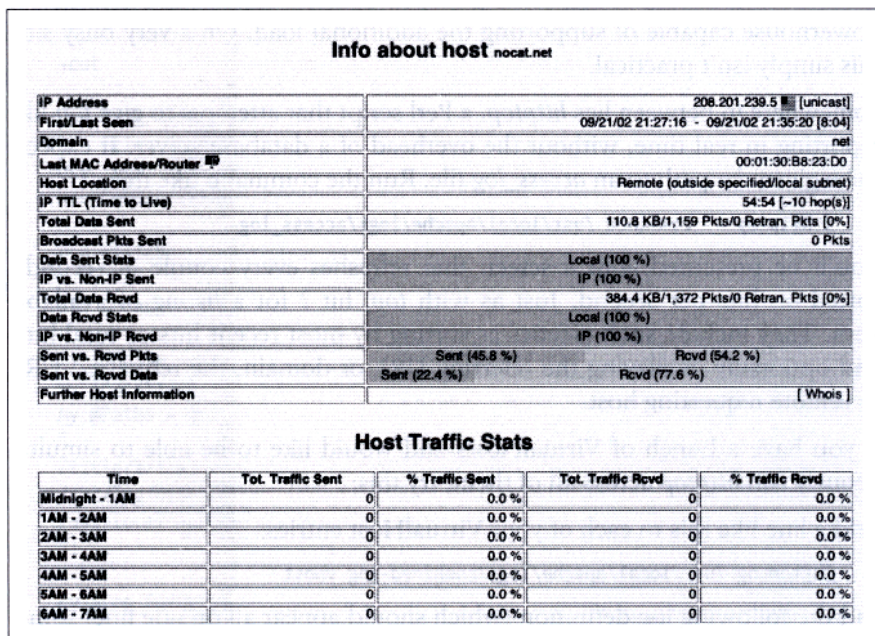 Info about host nocat.net
IP Address 208.201.239.5 [unicast]
First/Last Seen 09/21/02 21:27:16 - 09/21/02 21:35:20 [8:04]
Domain net
Last MAC Address/Router 00:01:30:B8:23:D0
Host Location Remote (outside specified/local subnet)
IP TTL (Time to Live) 54:54 [~10 hop(s)]
Total Data Sent 110.8 KB/1,159 Pkts/0 Retran. Pkts [0%]
Broadcast Pkts Sent 0 Pkts
Data Sent Stats Local (100 %)
IP vs. Non-IP Sent IP (100 %)
Total Data Rcvd 384.4 KB/1,372 Pkts/0 Retran. Pkts [0%]
Data Rcvd Stats Local (100 %)
IP vs. Non-IP Rcvd IP (100 %)
Sent vs. Rcvd Pkts Sent (45.8 %) Rcvd (54.2 %)
Sent vs. Rcvd Data Sent (22.4 %) Rcvd (77.6 %)
Further Host Information [ Whois ]
Host Traffic Stats
Time Tot. Traffic Sent % Traffic Sent Tot. Traffic Rcvd % Traffic Rcvd
Midnight - 1AM 0 0.0 % 0 0.0 %
1AM - 2AM 0 0.0 % 0 0.0 %
2AM - 3AM 0 0.0 % 0 0.0 %
3AM - 4AM 0 0.0 % 0 0.0 %
4AM - 5AM 0 0.0 % 0 0.0 %
5AM - 6AM 0 0.0 % 0 0.0 %
6AM - 7AM 0 0.0 % 0 0.0 %